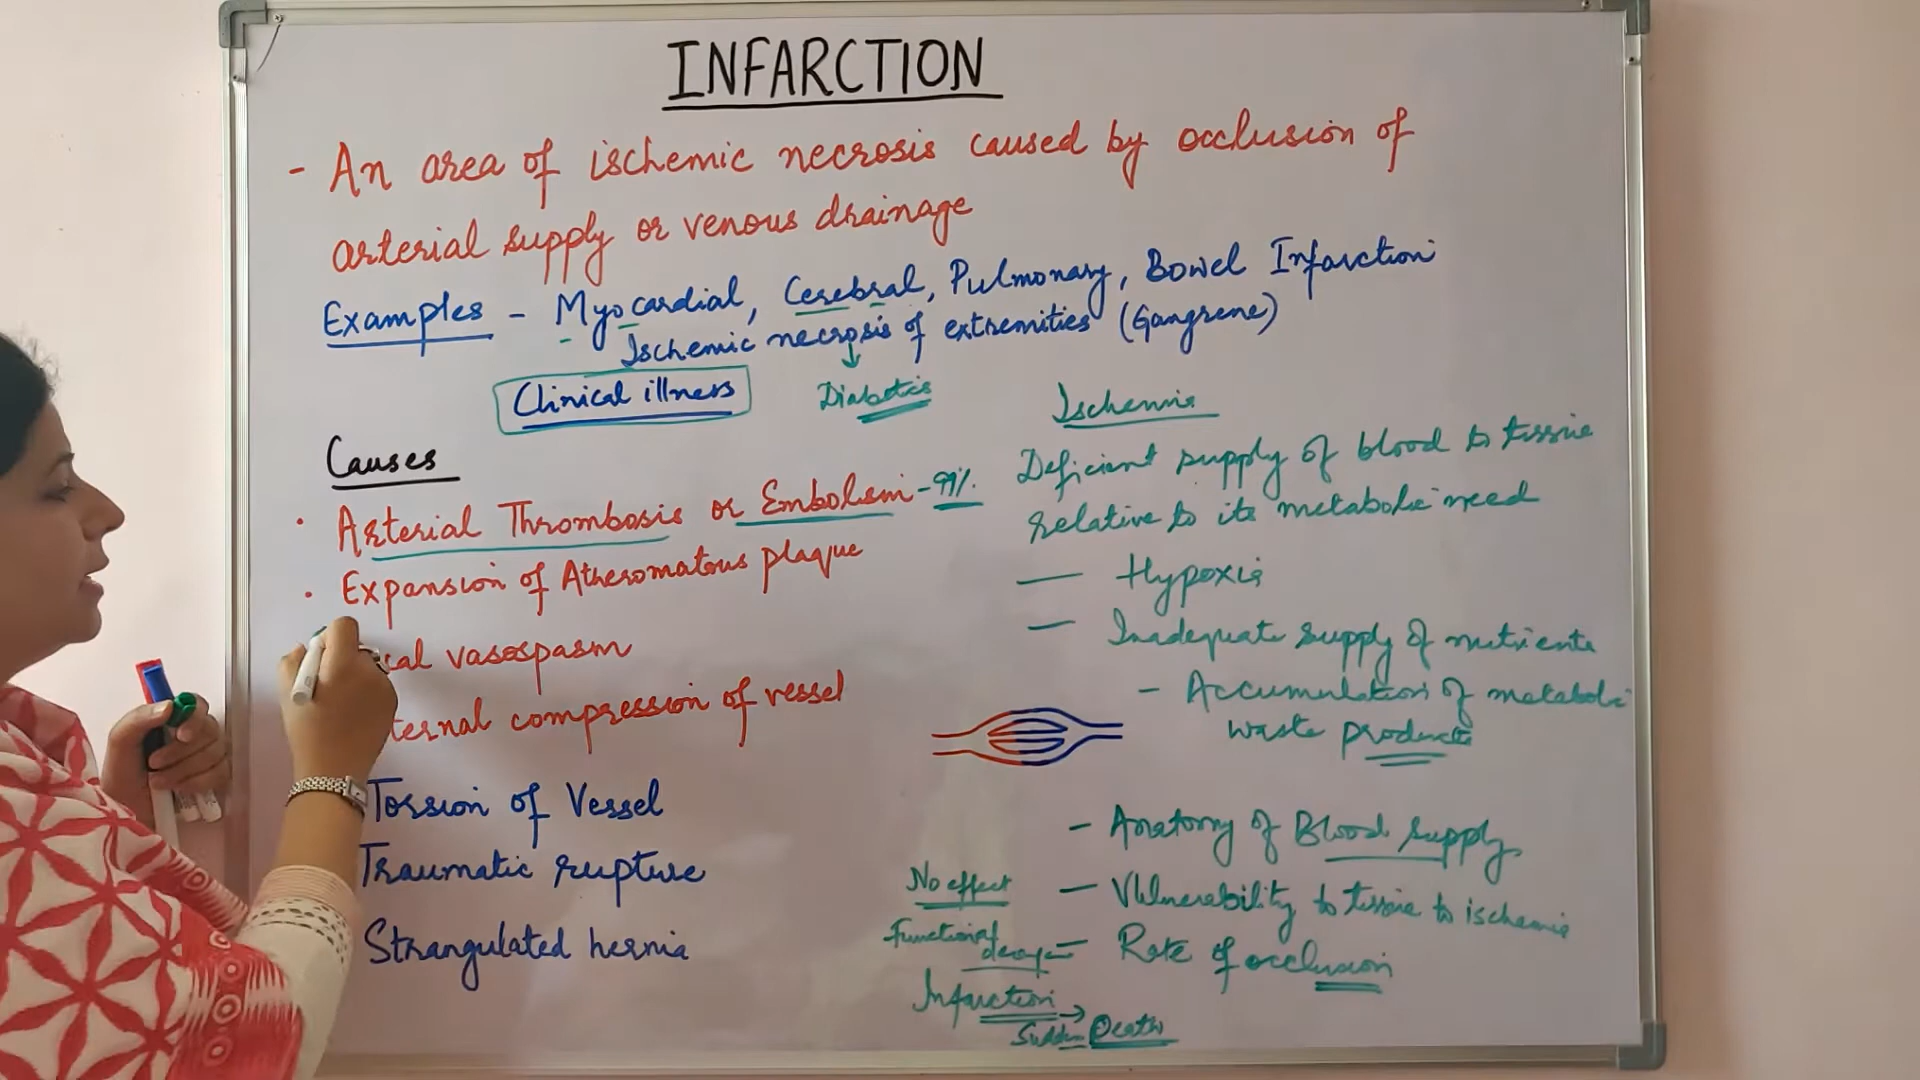 INFARCTION
- An area of ischemic necrosis caused by occlusion of
arterial supply or venous drainage
Examples - Myocardial, Cerebral, Pulmonary, Bowel Infarction
Ischemic necrosis of extremities (Gangrene)
Clinical illness
Diabetics
Causes
• Arterial Thrombosis or Embolism - 99%.
• Expansion of Atheromatous plaque
vasospasm
compression of vessel
Torsion of Vessel
Traumatic rupture
Strangulated hernia
Ischemia
Deficient supply of blood to tissue
relative to its metabolic need
— Hypoxia
— Inadequate supply of nutrients
- Accumulation of metabolic
waste products
- Anatomy of Blood supply
— Vulnerability to tissue to ischemia
- Rate of occlusion
No effect
Functional
Infarction →
Sudden Death